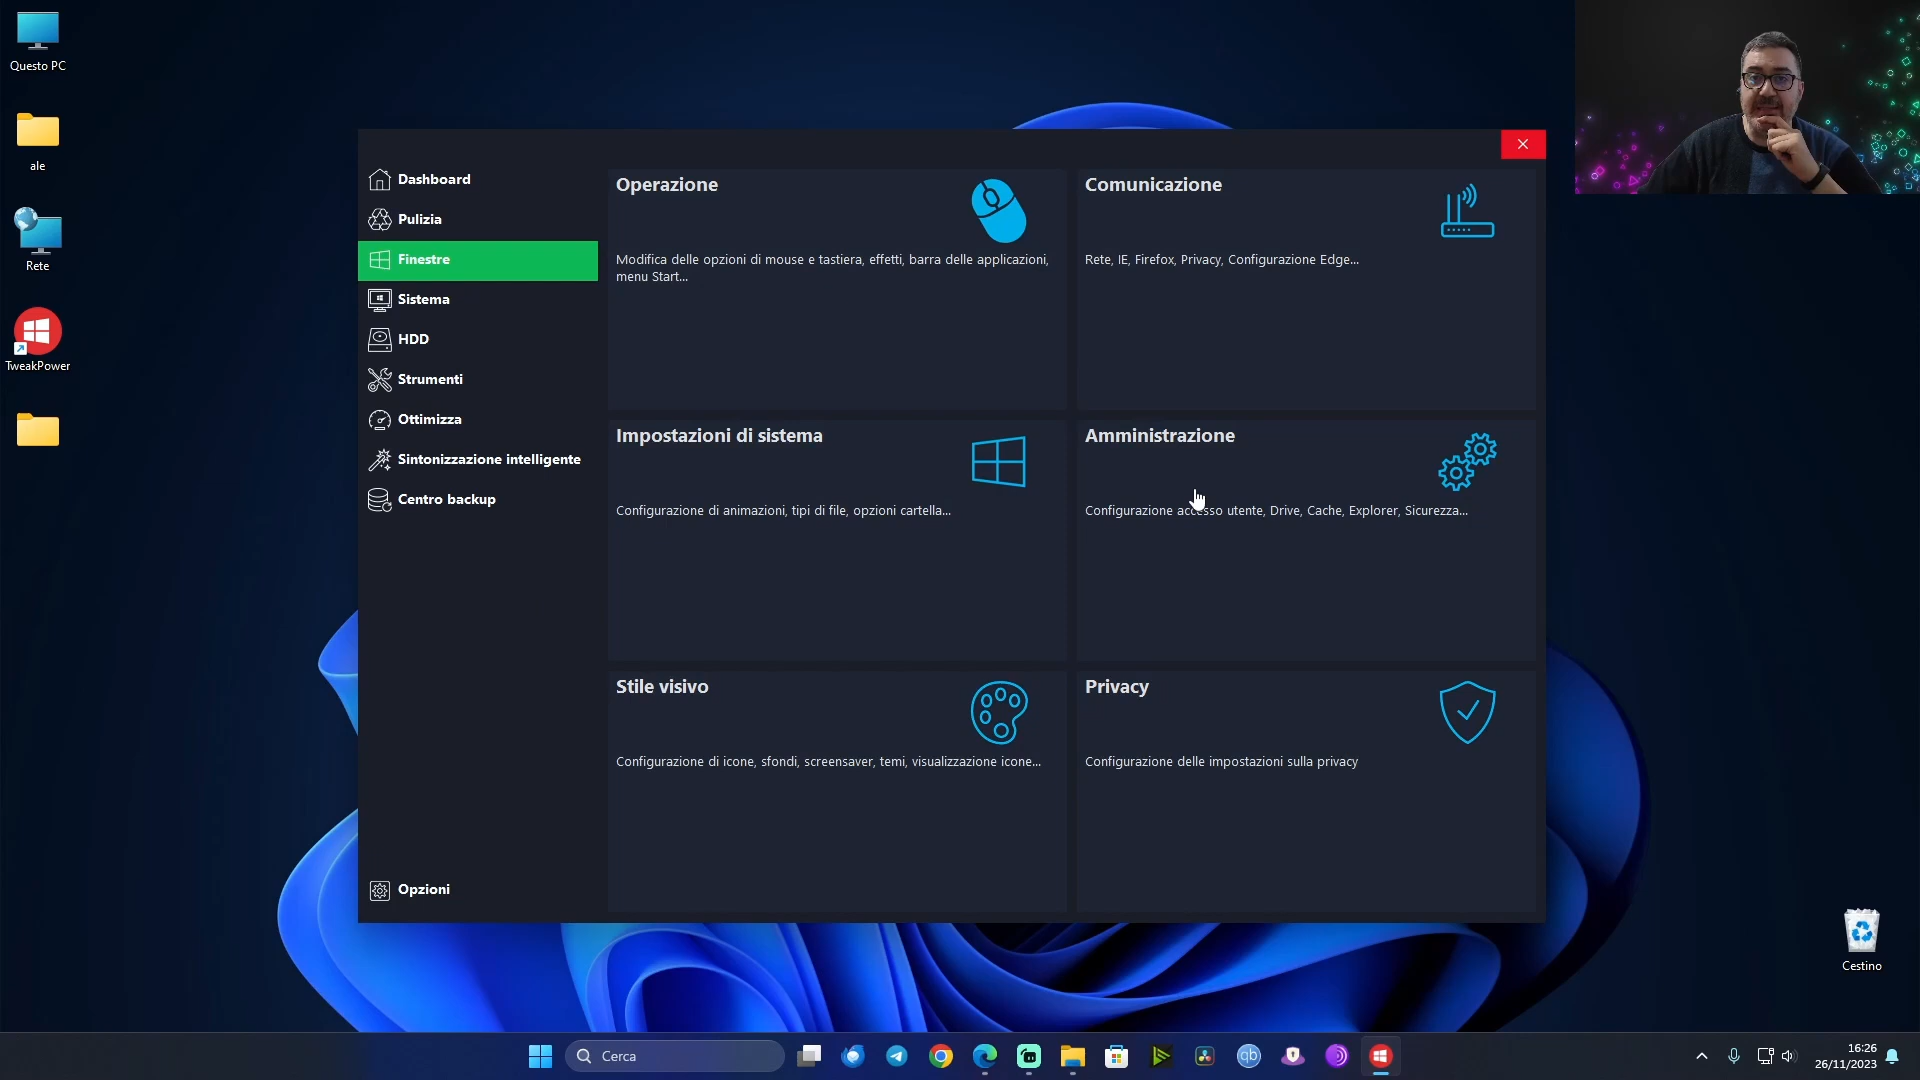 Questo PC
ale
Rete
TweakPower
Dashboard
Pulizia
Finestre
Sistema
HDD
Strumenti
Ottimizza
Sintonizzazione intelligente
Centro backup
Opzioni
Operazione
Modifica delle opzioni di mouse e tastiera, effetti, barra delle applicazioni,
menu Start...
Comunicazione
Rete, IE, Firefox, Privacy, Configurazione Edge...
Impostazioni di sistema
Configurazione di animazioni, tipi di file, opzioni cartella...
Amministrazione
Configurazione accesso utente, Drive, Cache, Explorer, Sicurezza...
Stile visivo
Configurazione di icone, sfondi, screensaver, temi, visualizzazione icone...
Privacy
Configurazione delle impostazioni sulla privacy
Cestino
Cerca
qb
16:26
26/11/2023